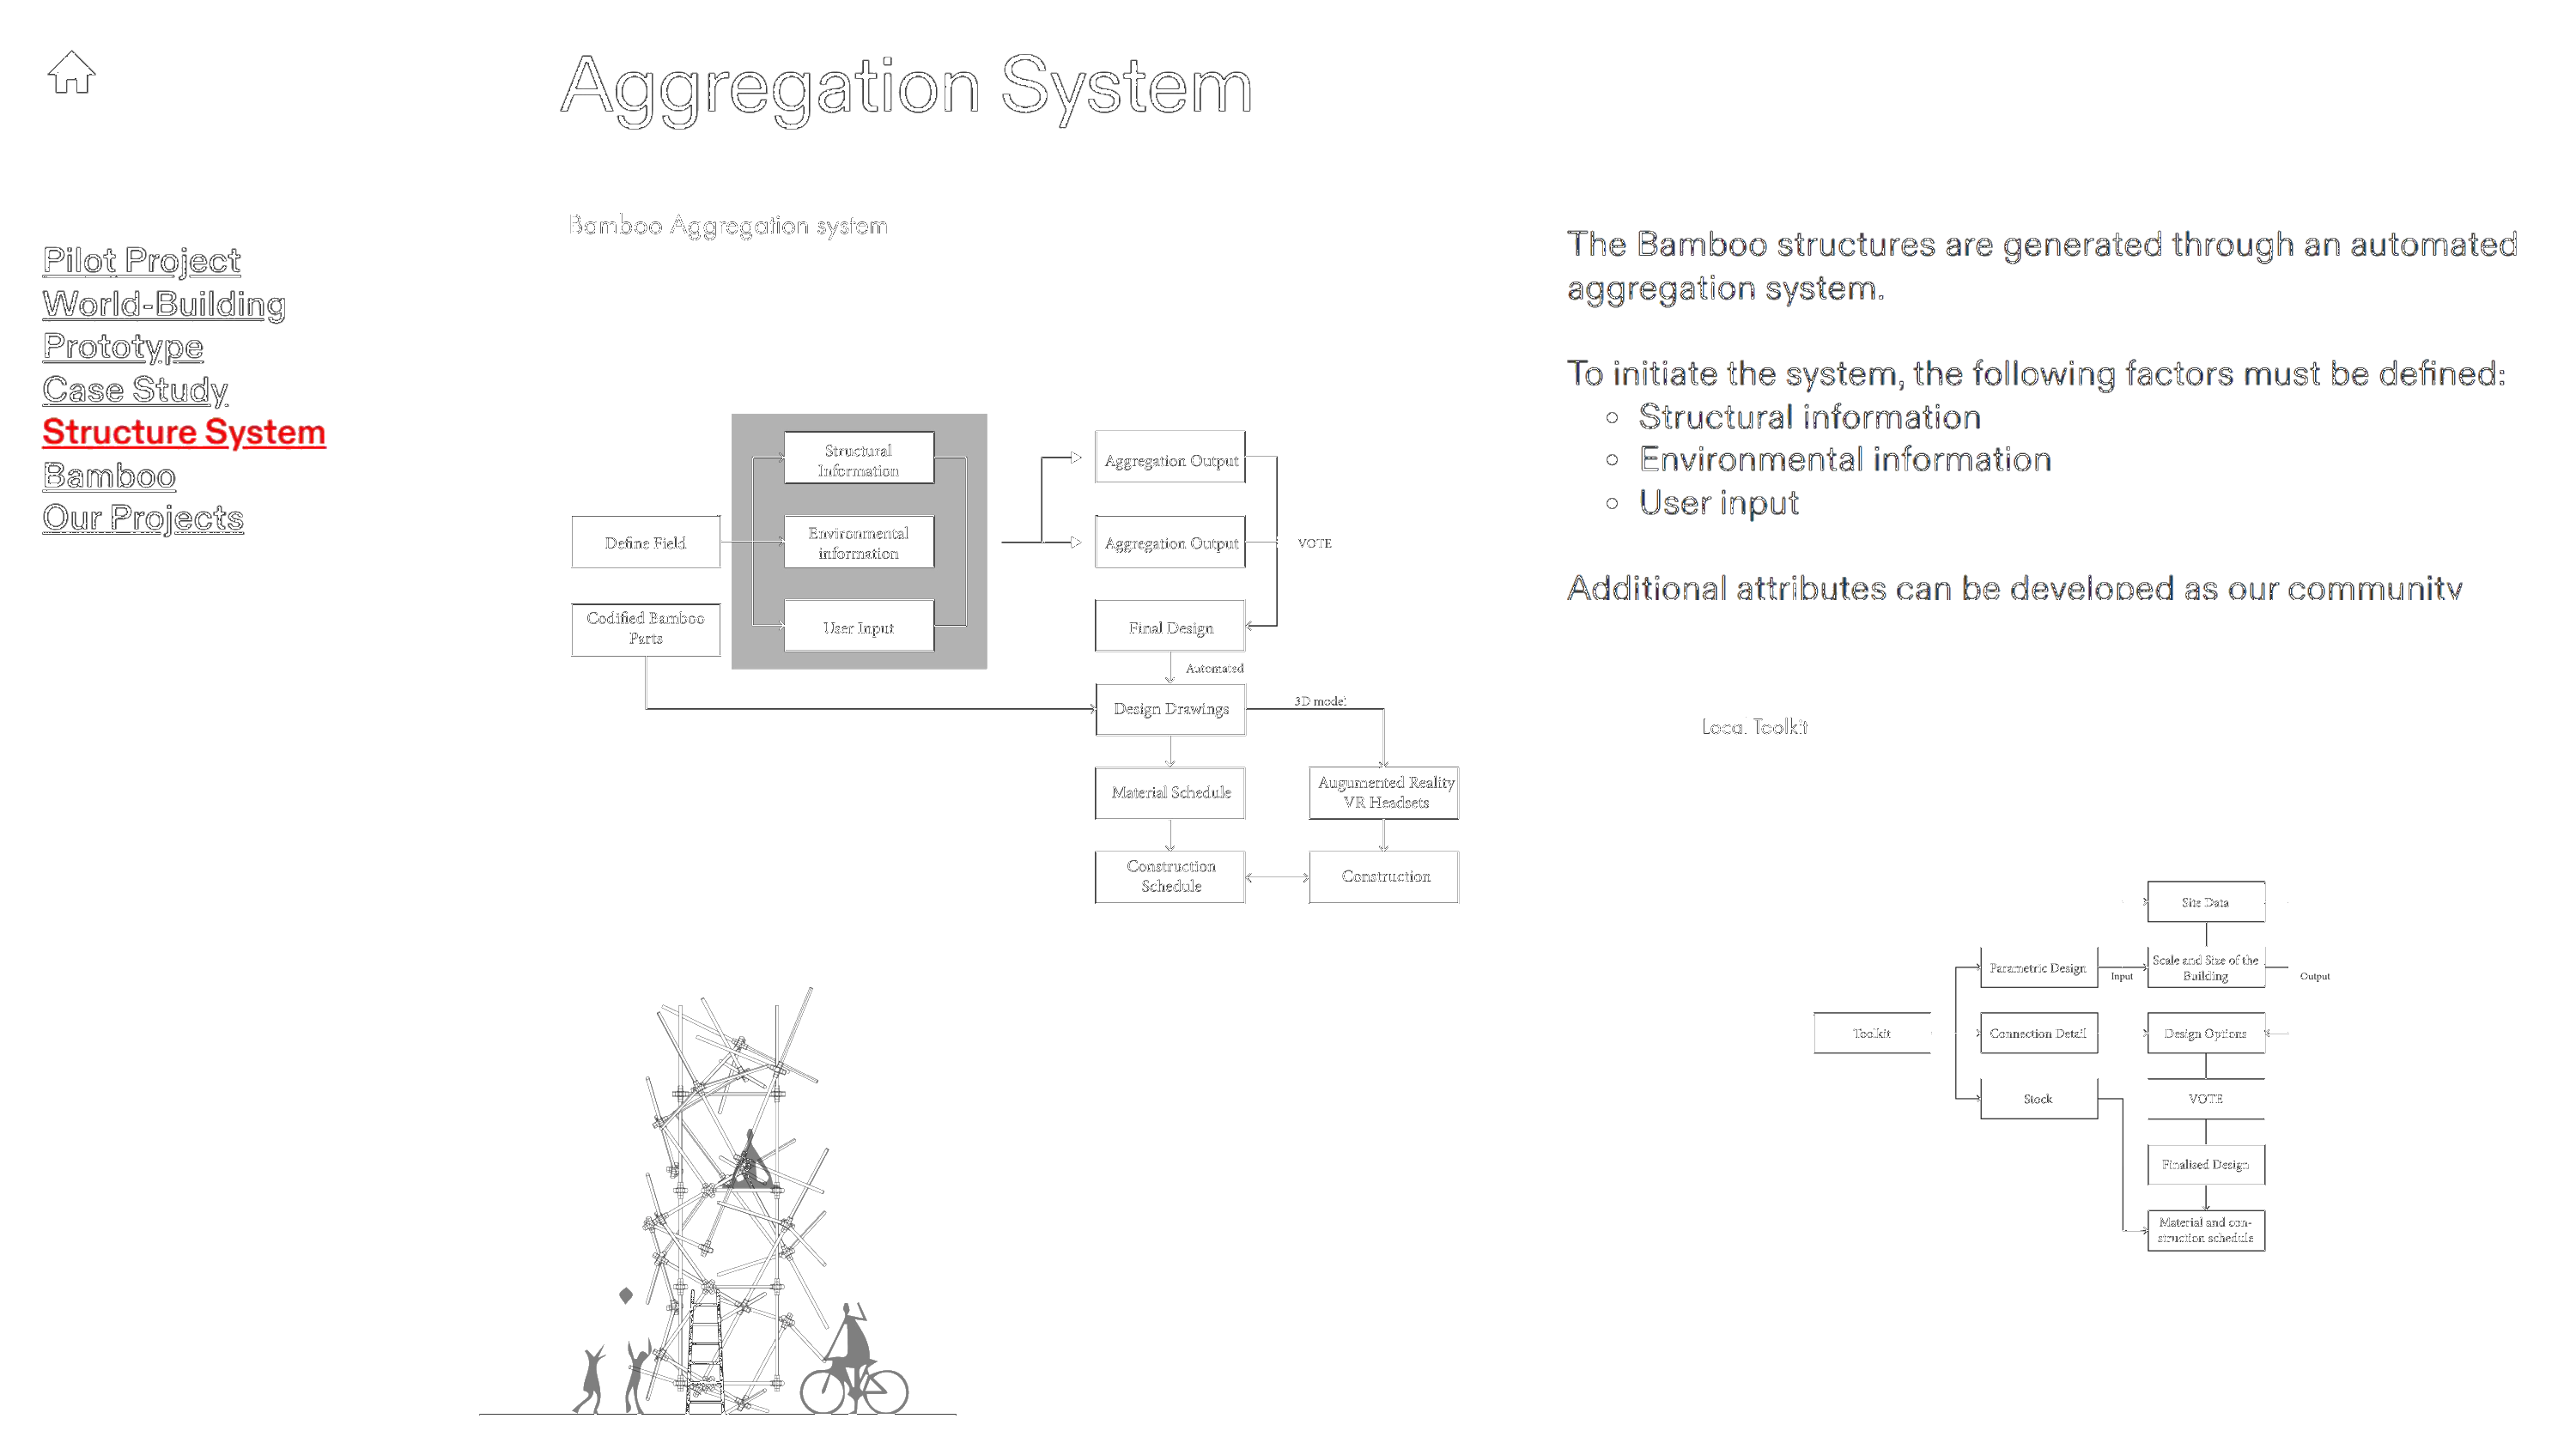 Aggregation System
Pilot Project
World-Building
Prototype
Case Study
Structure System
Bamboo
Our Projects
Bamboo Aggregation system
Define Field
Codified Bamboo
Parts
Structural
Information
Environmental
information
User Input
Aggregation Output
Aggregation Output
VOTE
Final Design
Automated
Design Drawings
3D model
Material Schedule
Augumented Reality
VR Headsets
Construction
Schedule
Construction
The Bamboo structures are generated through an automated
aggregation system.
To initiate the system, the following factors must be defined:
Structural information
Environmental information
User input
Additional attributes can be developed as our community
Local Toolkit
Toolkit
Parametric Design
Connection Detail
Stock
Input
Site Data
Scale and Size of the
Building
Output
Design Options
VOTE
Finalised Design
Material and con-
struction schedule